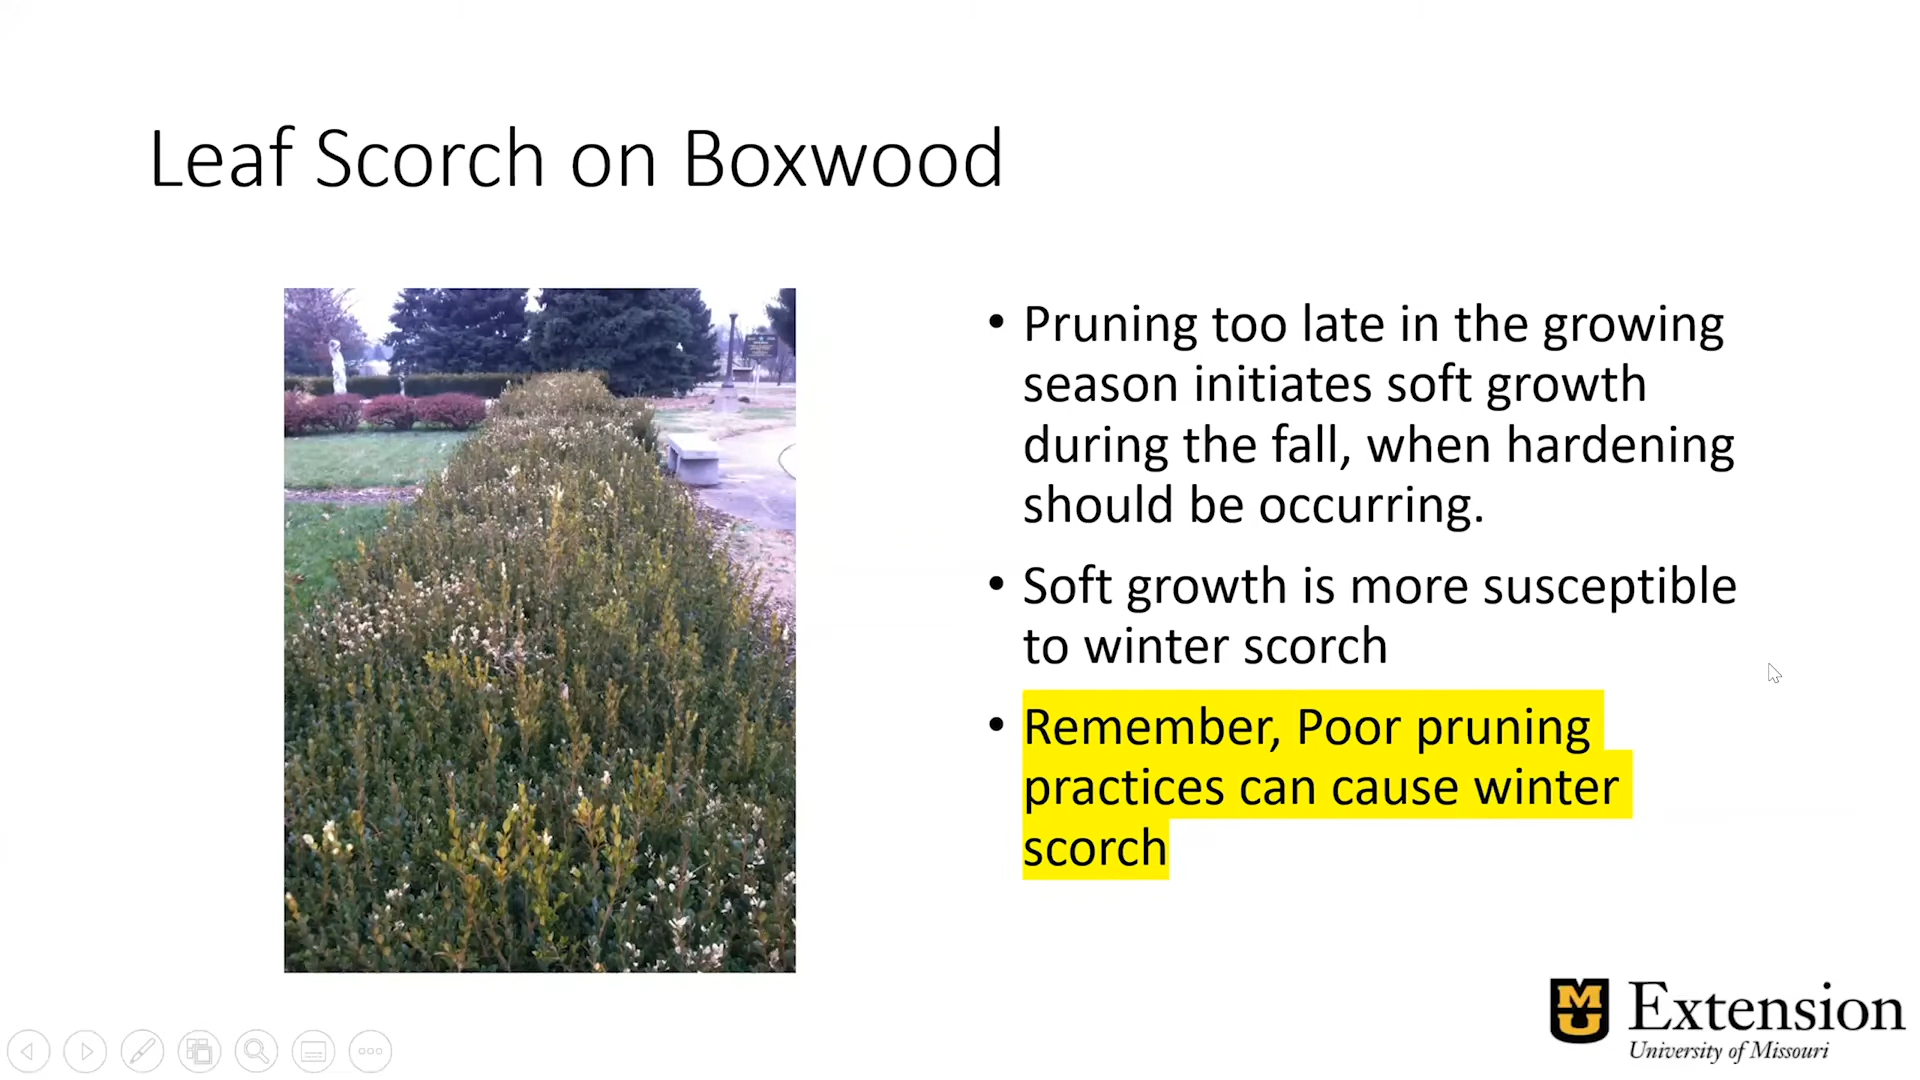 Leaf Scorch on Boxwood
• Pruning too late in the growing
season initiates soft growth
during the fall, when hardening
should be occurring.
• Soft growth is more susceptible
to winter scorch
• Remember, Poor pruning
practices can cause winter
scorch
MU Extension
University of Missouri